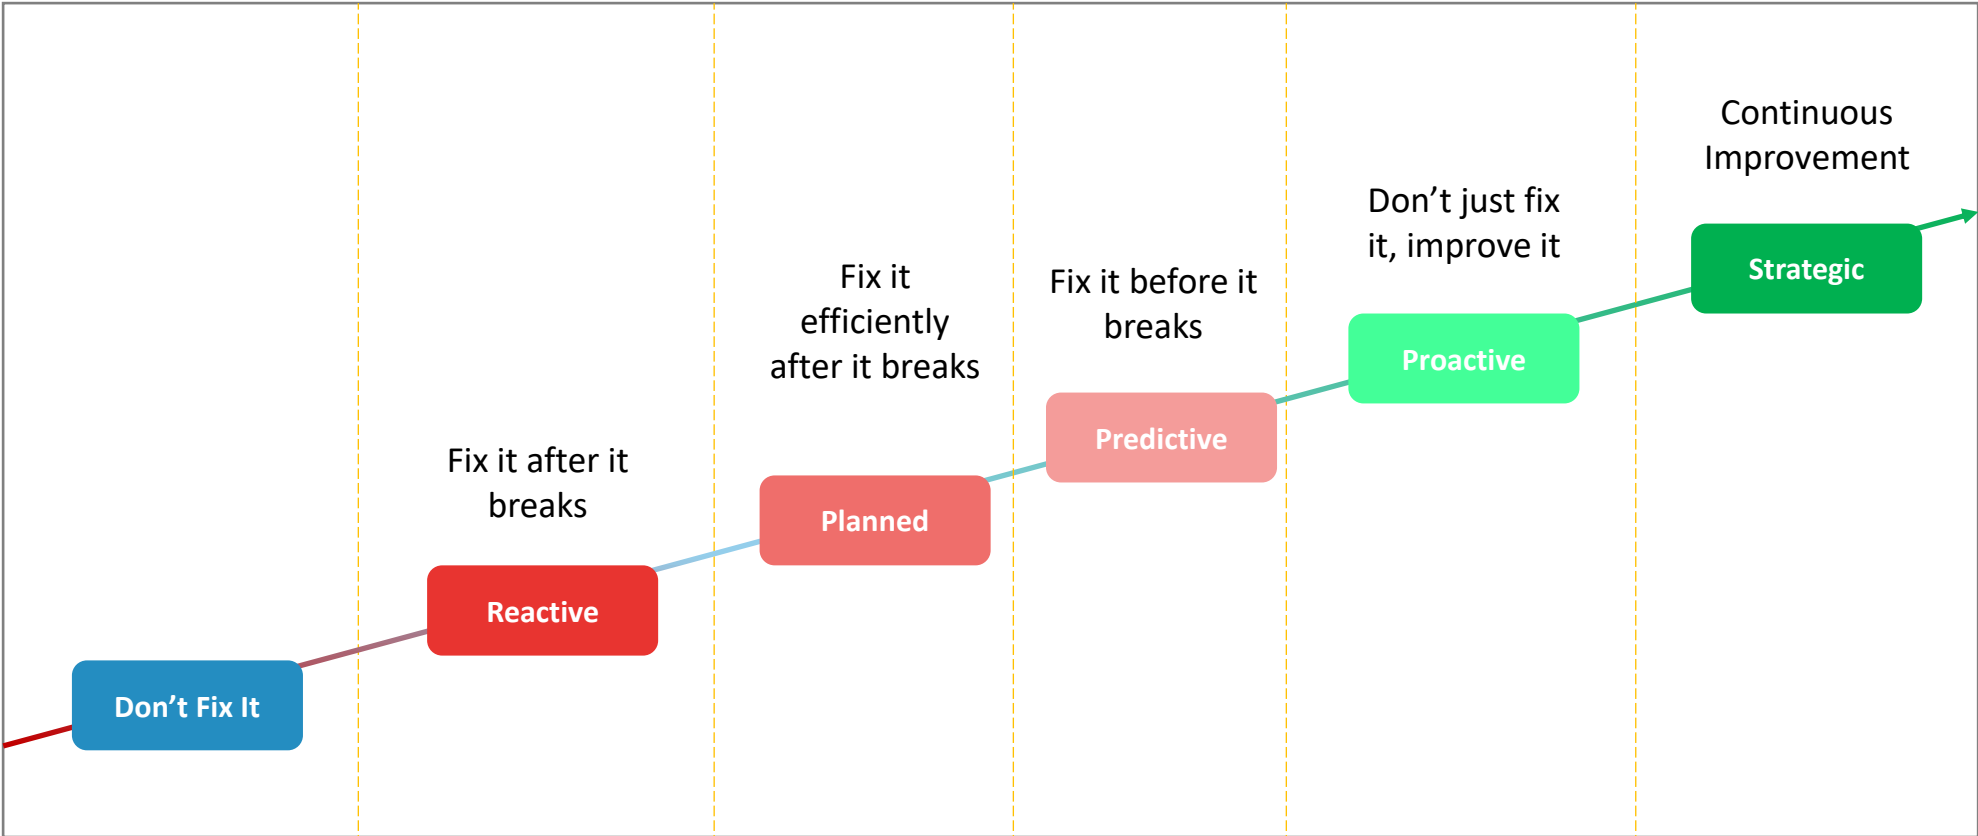 Don’t Fix It
Fix it after it
breaks
Reactive
Fix it
efficiently
after it breaks
Planned
Fix it before it
breaks
Predictive
Don’t just fix
it, improve it
Proactive
Continuous
Improvement
Strategic